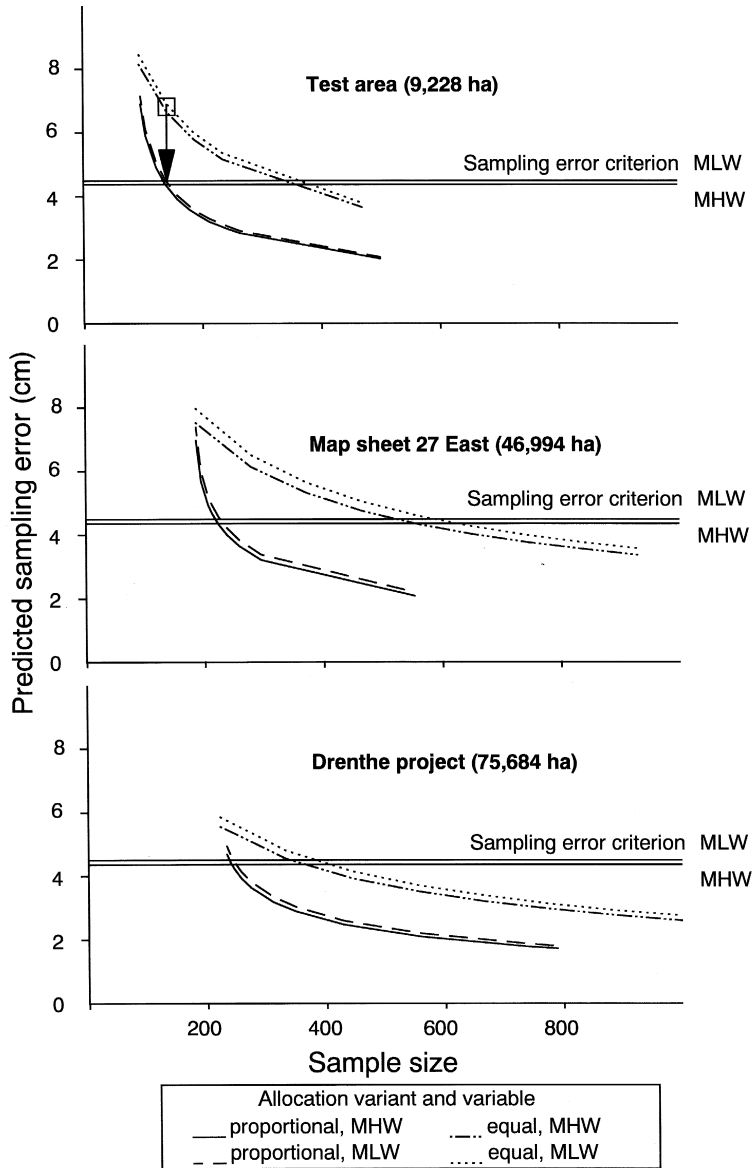 8
Test area (9,228 ha)
6
Sampling error criterion MLW
4
MHW
2
0
Predicted sampling error (cm)
8
Map sheet 27 East (46,994 ha)
6
Sampling error criterion MLW
4
MHW
2
0
8
Drenthe project (75,684 ha)
6
Sampling error criterion MLW
4
MHW
2
0
200 400 600 800
Sample size
Allocation variant and variable
proportional, MHW equal, MHW
proportional, MLW equal, MLW